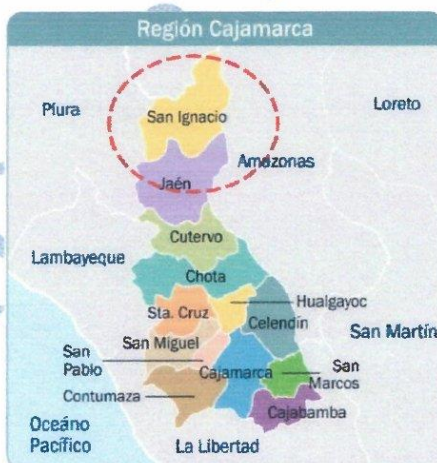 Región Cajamarca
Piura
San Ignacio
Loreto
Amazonas
Jaén
Cutervo
Lambayeque
Chota
Hualgayoc
Sta. Cruz
Celendín
San Miguel
San Martín
San
Pablo
Cajamarca
San
Marcos
Contumaza
Cajabamba
Oceáno
Pacífico
La Libertad